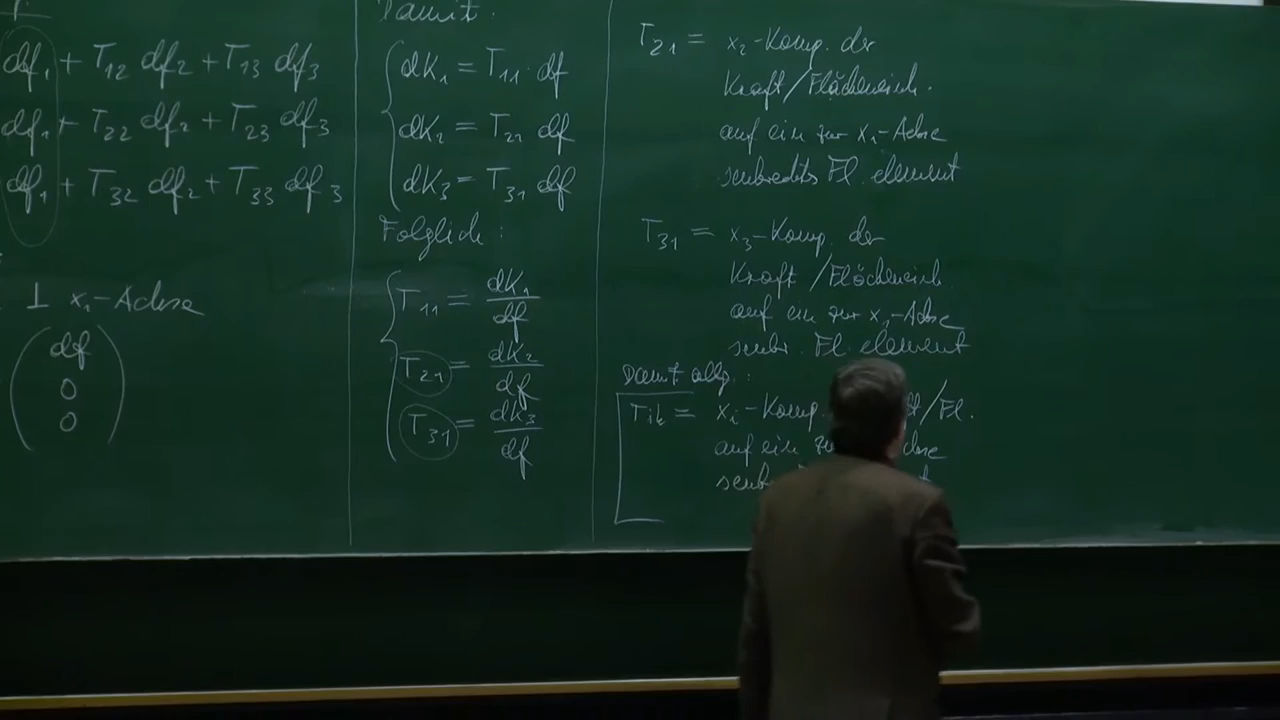 df₁ + T₁₂ df₂ + T₁₃ df₃
df₁ + T₂₂ df₂ + T₂₃ df₃
df₁ + T₃₂ df₂ + T₃₃ df₃
⊥ x₁-Achse
df
0
0
Damit:
dK₁ = T₁₁ · df
dK₂ = T₂₁ df
dK₃ = T₃₁ df
Folglich:
T₁₁ = dK₁/df
T₂₁ = dK₂/df
T₃₁ = dK₃/df
T₂₁ = x₂-Komp. der
Kraft/Flächeneinh.
auf ein zur x₁-Achse
senkrechtes Fl. element
T₃₁ = x₃-Komp. der
Kraft/Flächeneinh.
auf ein zur x₁-Achse
senkr. Fl. element
Damit allg.:
Tᵢₖ = xᵢ-Komp. /Fl.
auf ein